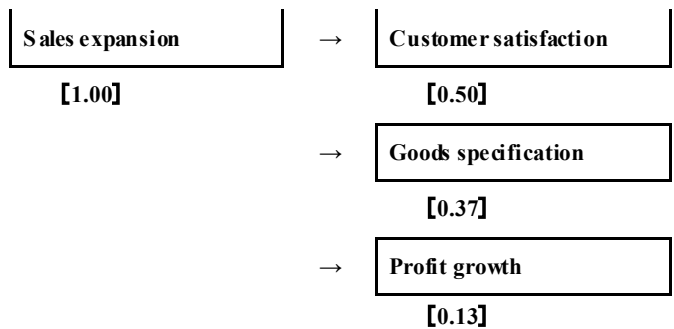 Sales expansion → Customer satisfaction
[1.00] [0.50]
→ Goods specification
[0.37]
→ Profit growth
[0.13]